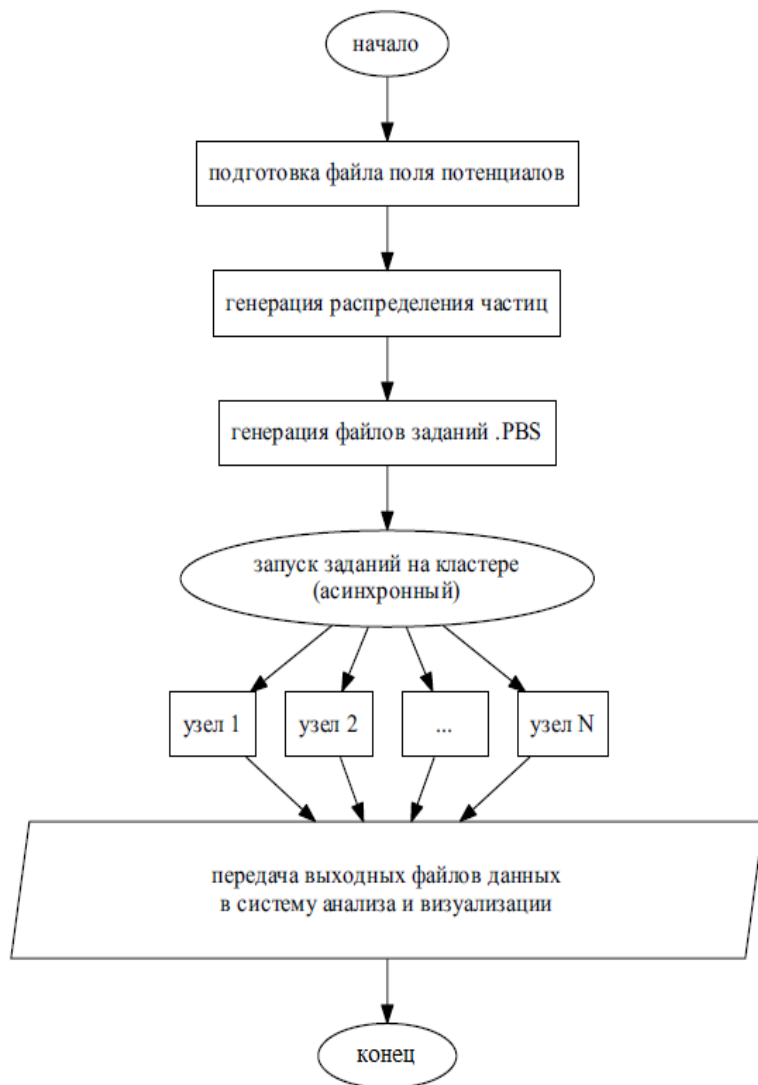 начало
подготовка файла поля потенциалов
генерация распределения частиц
генерация файлов заданий .PBS
запуск заданий на кластере
(асинхронный)
узел 1
узел 2
...
узел N
передача выходных файлов данных
в систему анализа и визуализации
конец